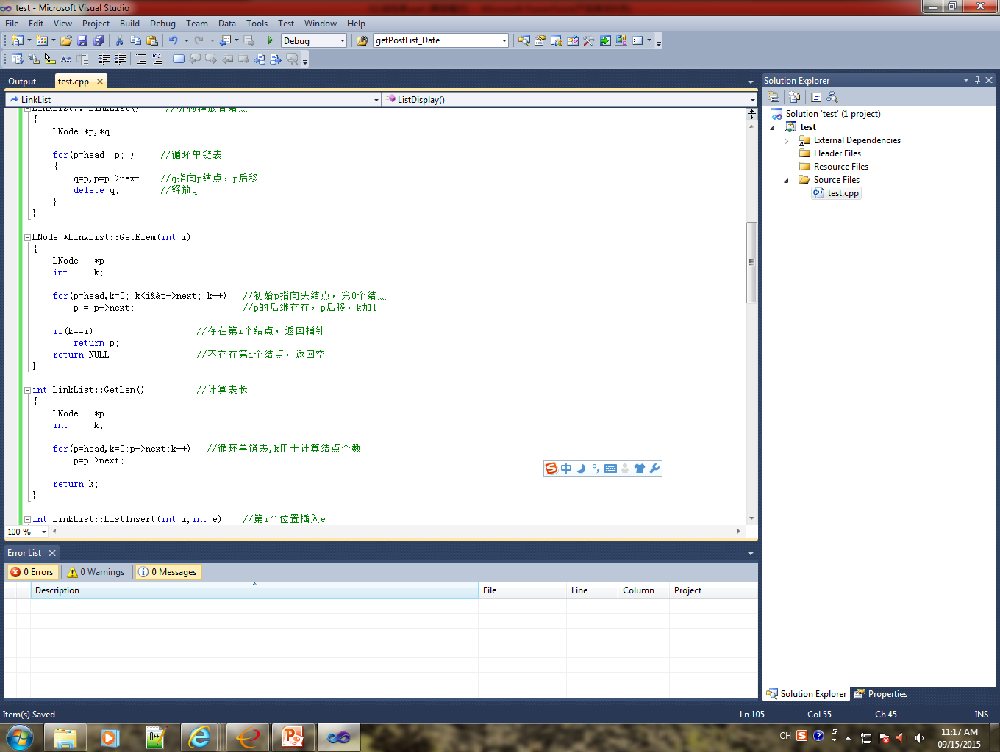 test - Microsoft Visual Studio
File Edit View Project Build Debug Team Data Tools Test Window Help
Debug getPostList_Date
Output test.cpp
LinkList ListDisplay()
{
LNode *p,*q;
for(p=head; p; ) //循环单链表
{
q=p,p=p->next; //q指向p结点，p后移
delete q; //释放q
}
}
LNode *LinkList::GetElem(int i)
{
LNode *p;
int k;
for(p=head,k=0; k<i&&p->next; k++) //初始p指向头结点，第0个结点
p = p->next; //p的后继存在，p后移，k加1
if(k==i) //存在第i个结点，返回指针
return p;
return NULL; //不存在第i个结点，返回空
}
int LinkList::GetLen() //计算表长
{
LNode *p;
int k;
for(p=head,k=0;p->next;k++) //循环单链表,k用于计算结点个数
p=p->next;
return k;
}
int LinkList::ListInsert(int i,int e) //第i个位置插入e
中
100 %
Error List
0 Errors 0 Warnings 0 Messages
Description File Line Column Project
Solution Explorer
Solution 'test' (1 project)
test
External Dependencies
Header Files
Resource Files
Source Files
test.cpp
Solution Explorer Properties
Item(s) Saved Ln 105 Col 55 Ch 45 INS
CH 11:17 AM
09/15/2015